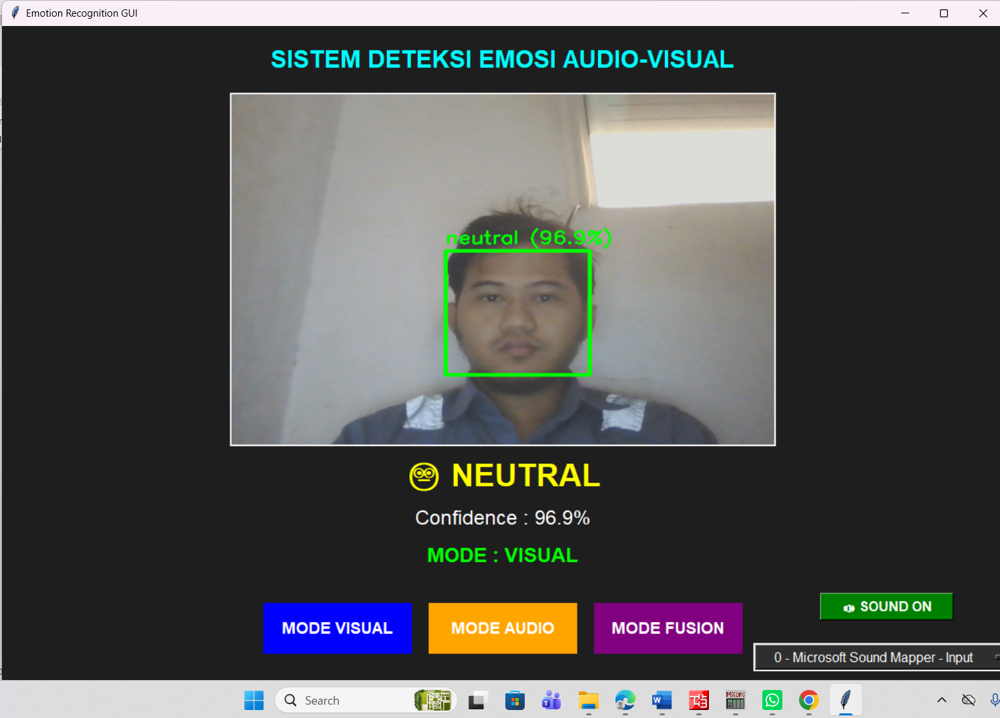 Emotion Recognition GUI
SISTEM DETEKSI EMOSI AUDIO-VISUAL
neutral (96.9%)
NEUTRAL
Confidence : 96.9%
MODE : VISUAL
SOUND ON
MODE VISUAL
MODE AUDIO
MODE FUSION
0 - Microsoft Sound Mapper - Input
Search
MXOPC